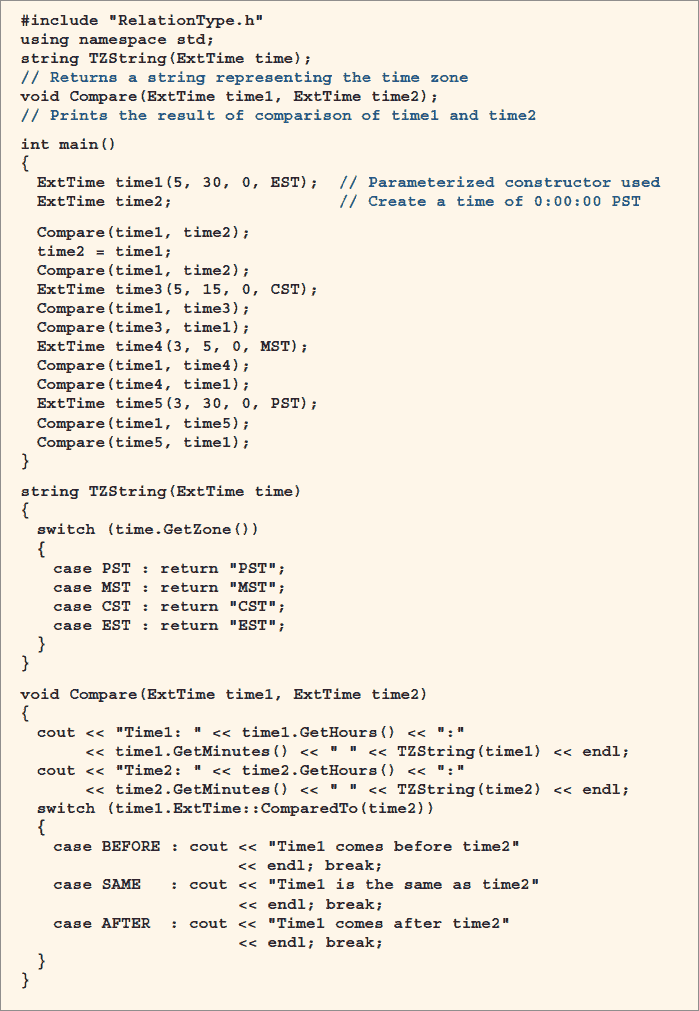 #include "RelationType.h"
using namespace std;
string TZString(ExtTime time);
// Returns a string representing the time zone
void Compare(ExtTime time1, ExtTime time2);
// Prints the result of comparison of time1 and time2
int main()
{
  ExtTime time1(5, 30, 0, EST);  // Parameterized constructor used
  ExtTime time2;                 // Create a time of 0:00:00 PST
  Compare(time1, time2);
  time2 = time1;
  Compare(time1, time2);
  ExtTime time3(5, 15, 0, CST);
  Compare(time1, time3);
  Compare(time3, time1);
  ExtTime time4(3, 5, 0, MST);
  Compare(time1, time4);
  Compare(time4, time1);
  ExtTime time5(3, 30, 0, PST);
  Compare(time1, time5);
  Compare(time5, time1);
}
string TZString(ExtTime time)
{
  switch (time.GetZone())
  {
    case PST : return "PST";
    case MST : return "MST";
    case CST : return "CST";
    case EST : return "EST";
  }
}
void Compare(ExtTime time1, ExtTime time2)
{
  cout << "Time1: " << time1.GetHours() << ":"
       << time1.GetMinutes() << " " << TZString(time1) << endl;
  cout << "Time2: " << time2.GetHours() << ":"
       << time2.GetMinutes() << " " << TZString(time2) << endl;
  switch (time1.ExtTime::ComparedTo(time2))
  {
    case BEFORE : cout << "Time1 comes before time2"
                       << endl; break;
    case SAME   : cout << "Time1 is the same as time2"
                       << endl; break;
    case AFTER  : cout << "Time1 comes after time2"
                       << endl; break;
  }
}